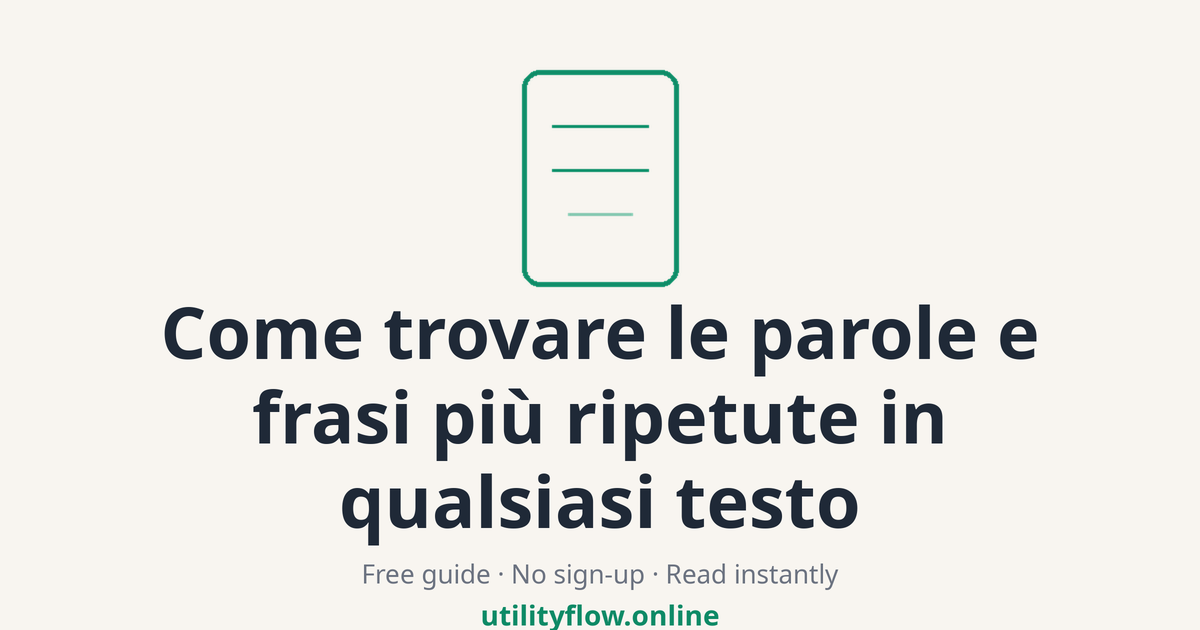 Come trovare le parole e
frasi più ripetute in
qualsiasi testo
Free guide · No sign-up · Read instantly
utilityflow.online